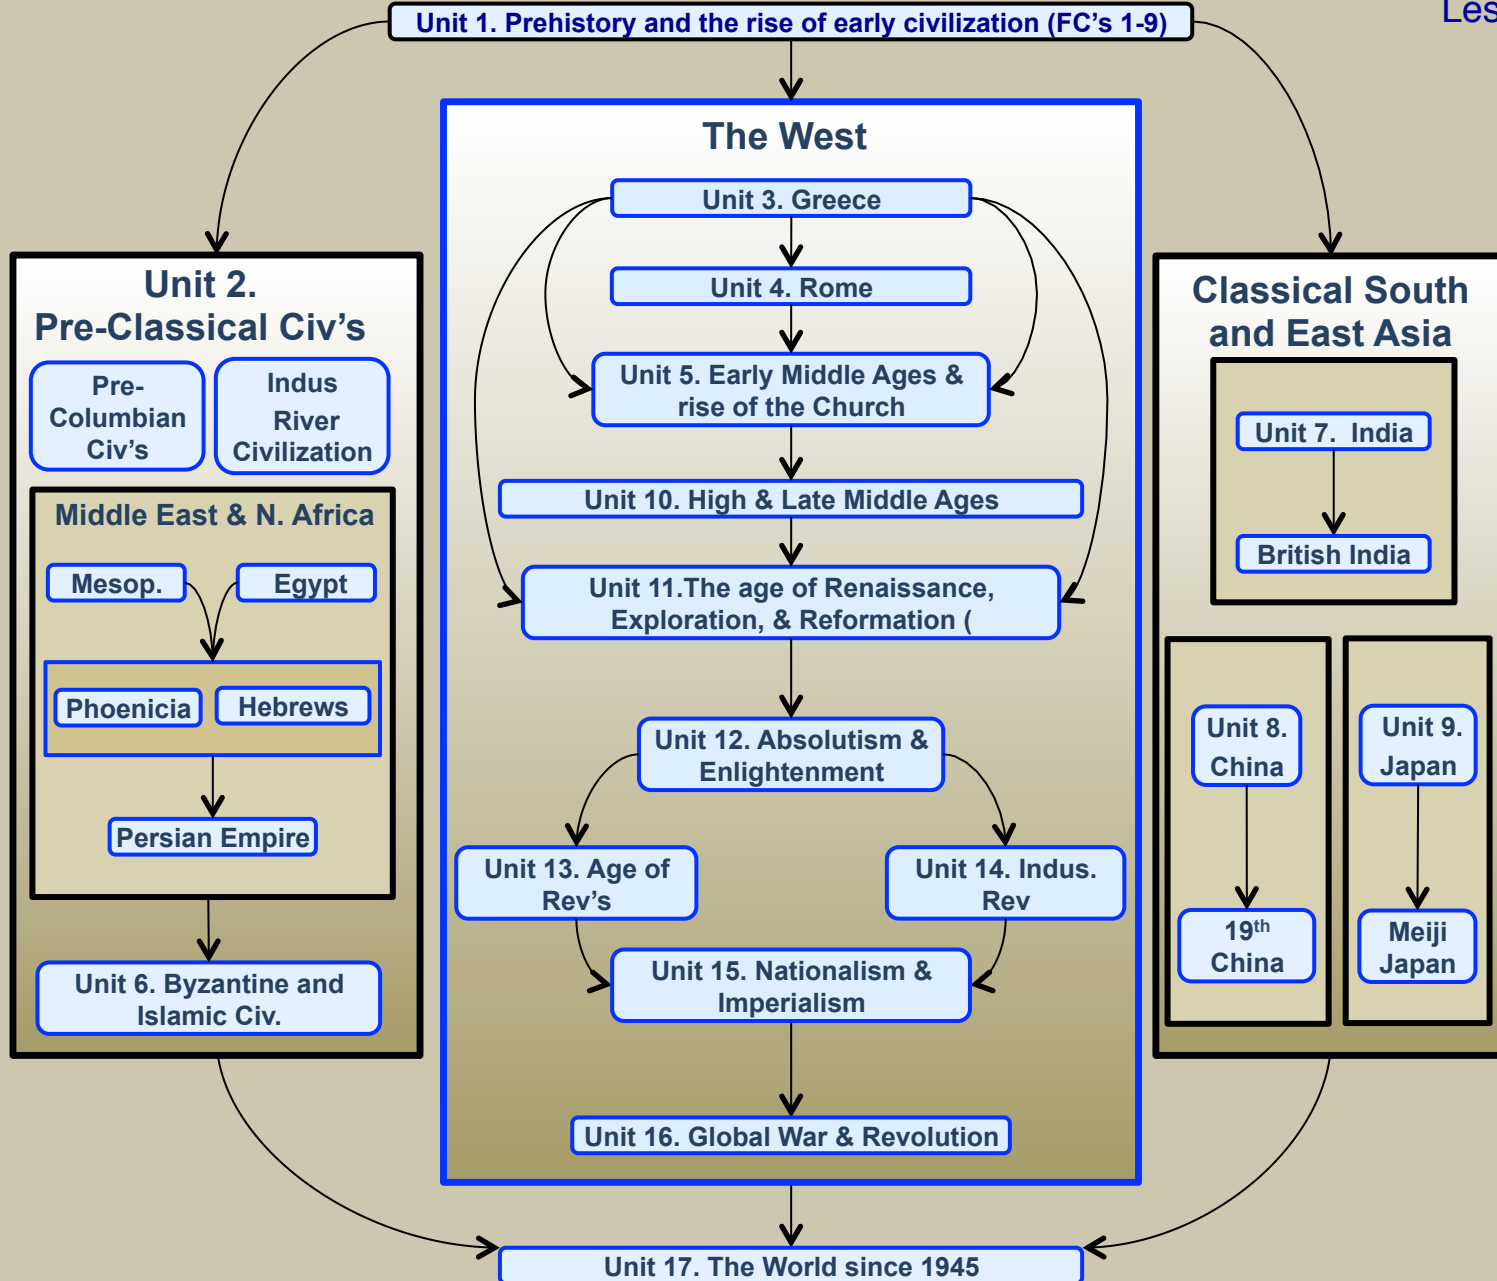 Unit 1. Prehistory and the rise of early civilization (FC’s 1-9)
Les
The West
Unit 3. Greece
Unit 4. Rome
Unit 5. Early Middle Ages &
rise of the Church
Unit 10. High & Late Middle Ages
Unit 11.The age of Renaissance,
Exploration, & Reformation (
Unit 12. Absolutism &
Enlightenment
Unit 13. Age of
Rev’s
Unit 14. Indus.
Rev
Unit 15. Nationalism &
Imperialism
Unit 16. Global War & Revolution
Unit 2.
Pre-Classical Civ’s
Pre-
Columbian
Civ’s
Indus
River
Civilization
Middle East & N. Africa
Mesop.
Egypt
Phoenicia
Hebrews
Persian Empire
Unit 6. Byzantine and
Islamic Civ.
Classical South
and East Asia
Unit 7.  India
British India
Unit 8.
China
19th
China
Unit 9.
Japan
Meiji
Japan
Unit 17. The World since 1945